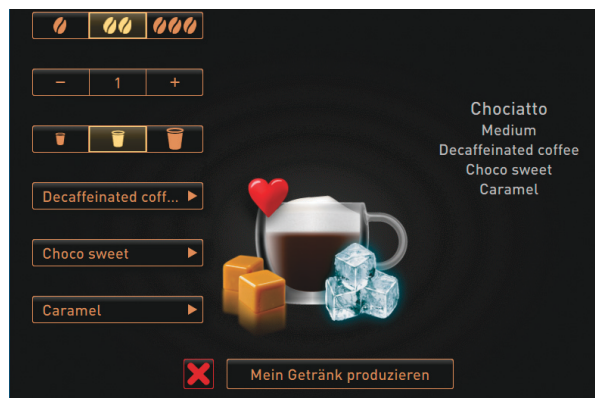 − 1 +
Chociatto
Medium
Decaffeinated coffee
Choco sweet
Caramel
Decaffeinated coff...
Choco sweet
Caramel
Mein Getränk produzieren